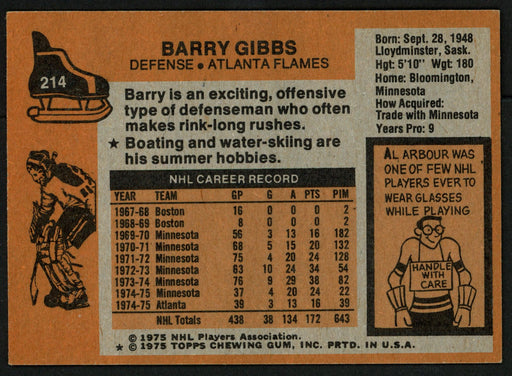 214
BARRY GIBBS
DEFENSE • ATLANTA FLAMES
Barry is an exciting, offensive
type of defenseman who often
makes rink-long rushes.
★ Boating and water-skiing are
his summer hobbies.
NHL CAREER RECORD
YEAR TEAM GP G A PTS PIM
1967-68 Boston 16 0 0 0 2
1968-69 Boston 8 0 0 0 2
1969-70 Minnesota 56 3 13 16 182
1970-71 Minnesota 68 5 15 20 132
1971-72 Minnesota 75 4 20 24 128
1972-73 Minnesota 63 10 24 34 54
1973-74 Minnesota 76 9 29 38 82
1974-75 Minnesota 37 4 20 24 22
1974-75 Atlanta 39 3 13 16 39
NHL Totals 438 38 134 172 643
© 1975 NHL Players Association.
★ © 1975 TOPPS CHEWING GUM, INC. PRTD. IN U.S.A.
Born: Sept. 28, 1948
Lloydminster, Sask.
Hgt: 5'10" Wgt: 180
Home: Bloomington,
Minnesota
How Acquired:
Trade with Minnesota
Years Pro: 9
AL ARBOUR WAS
ONE OF FEW NHL
PLAYERS EVER TO
WEAR GLASSES
WHILE PLAYING
HANDLE
WITH
CARE